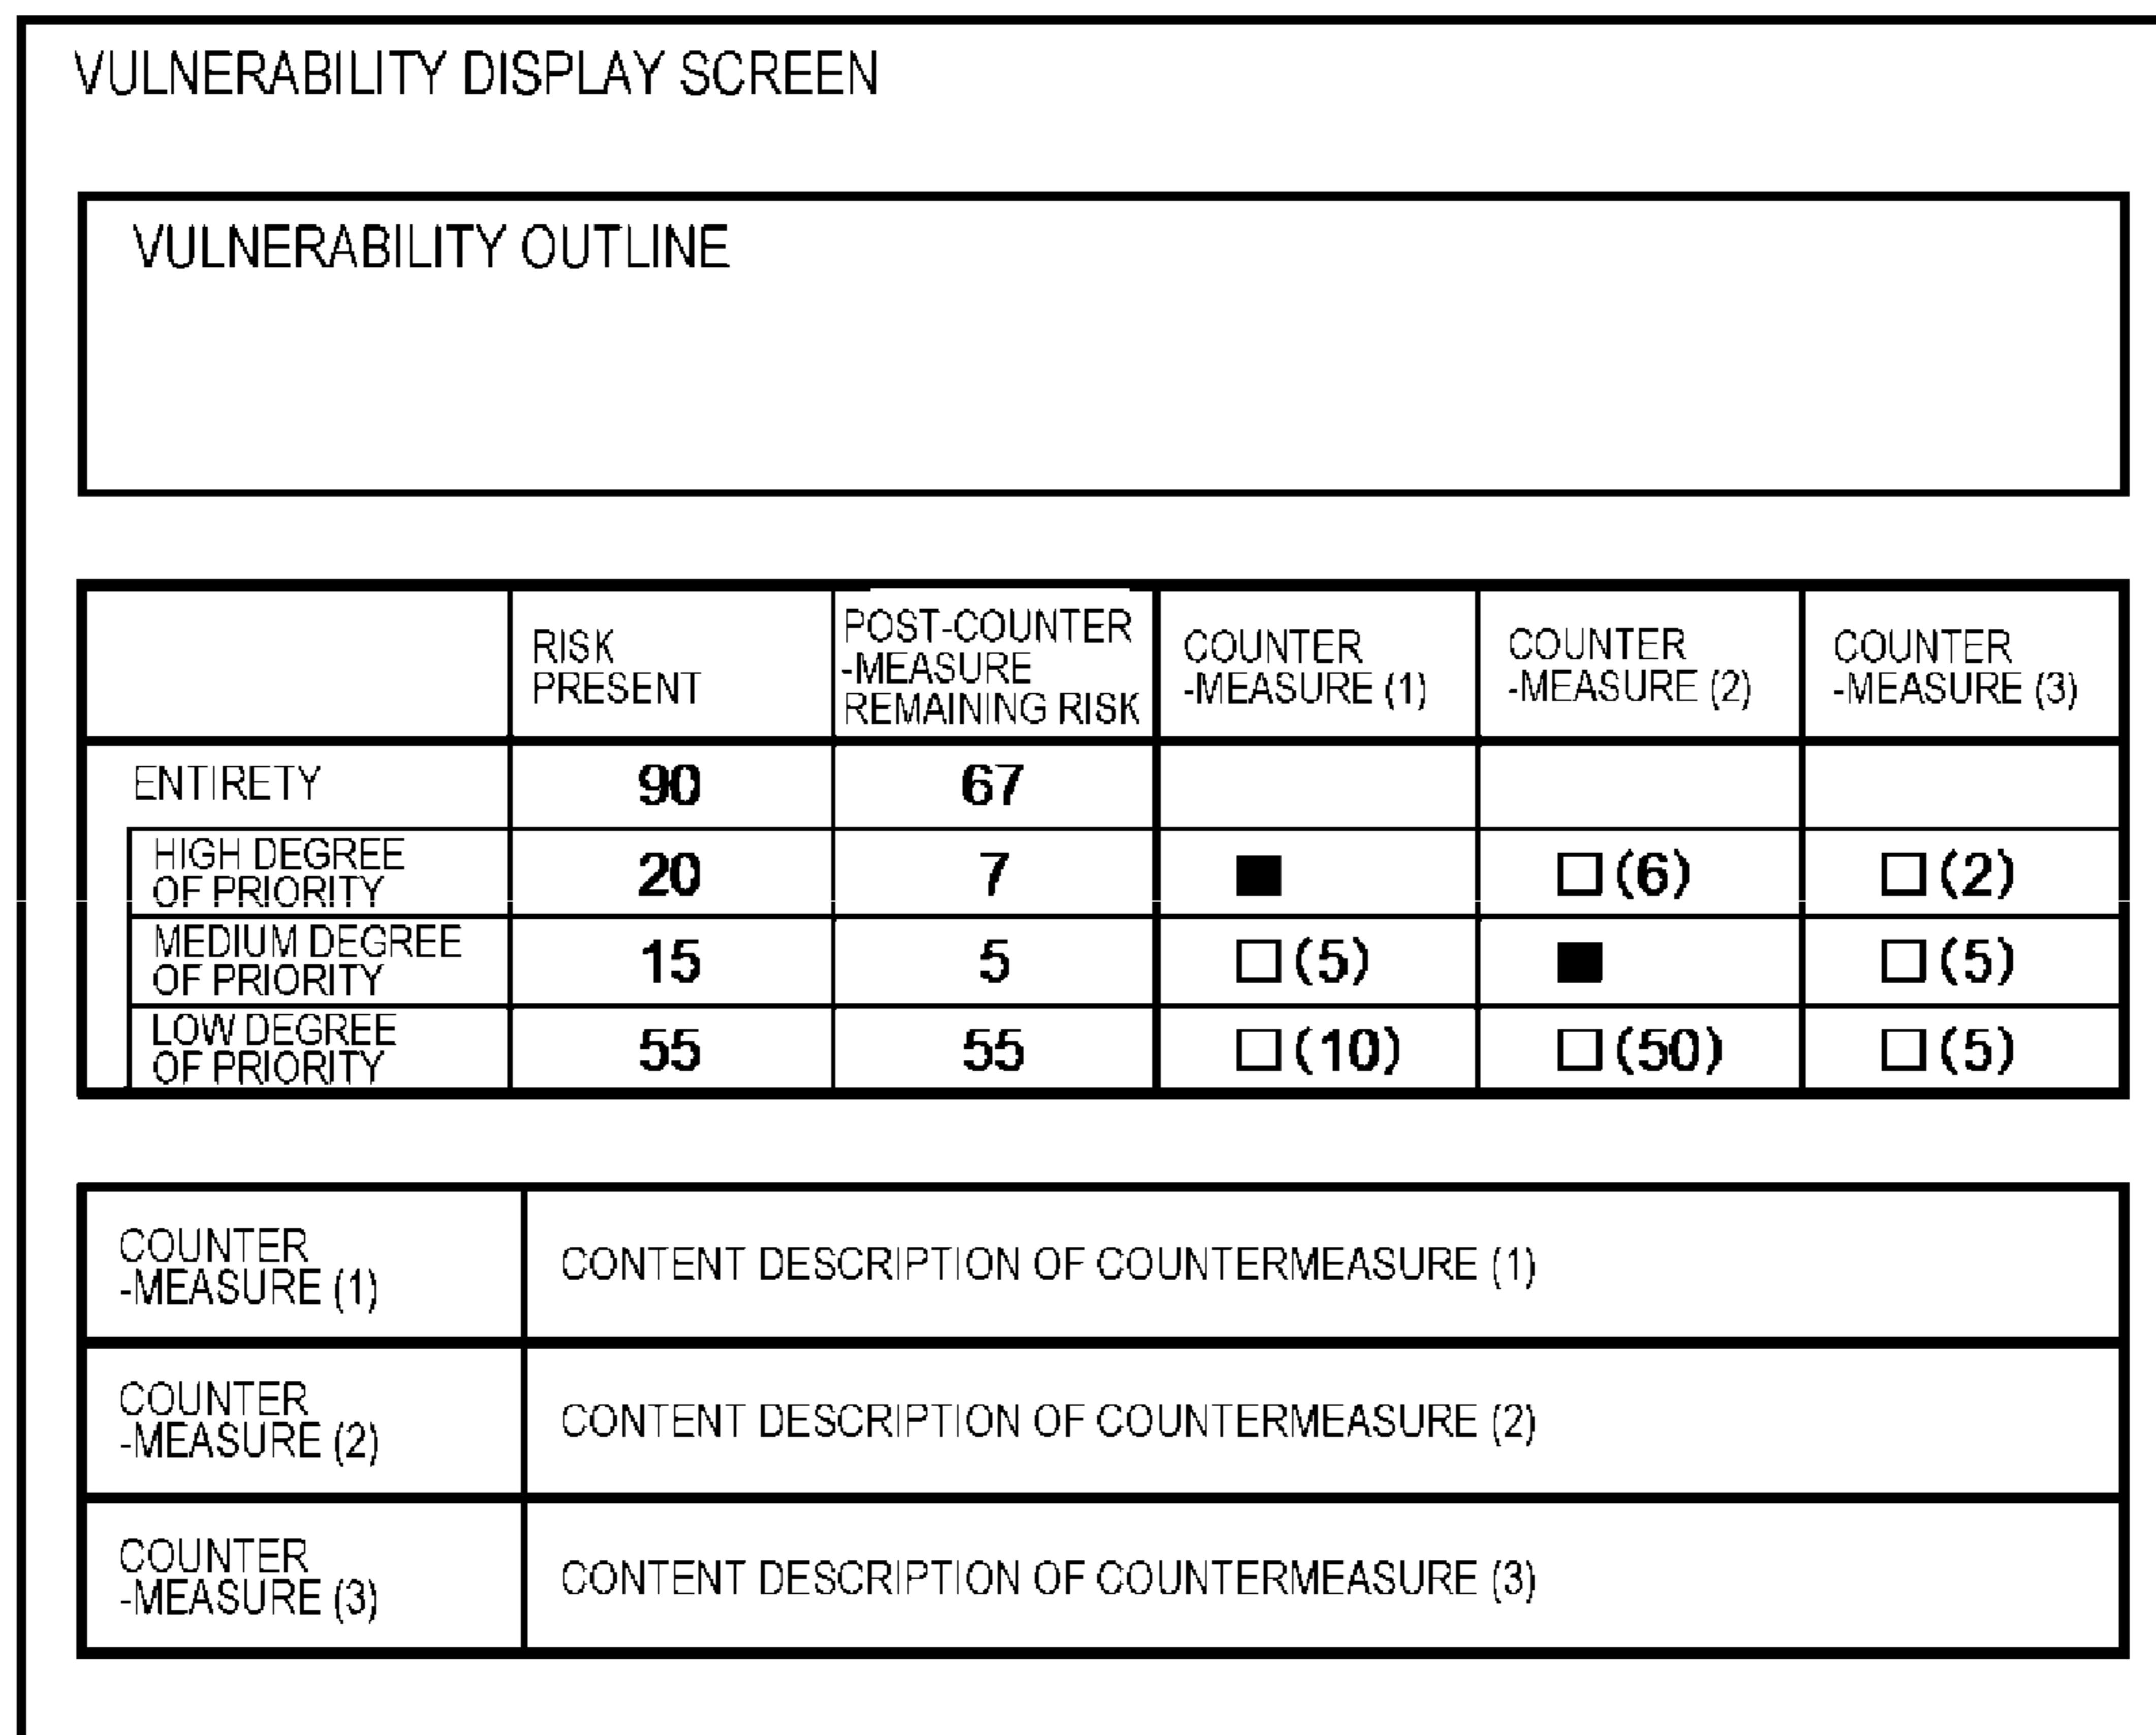 VULNERABILITY DISPLAY SCREEN
VULNERABILITY OUTLINE
RISK
PRESENT
POST-COUNTER
-MEASURE
REMAINING RISK
COUNTER
-MEASURE (1)
COUNTER
-MEASURE (2)
COUNTER
-MEASURE (3)
ENTIRETY 90 67
HIGH DEGREE
OF PRIORITY
20 7 ■ □(6) □(2)
MEDIUM DEGREE
OF PRIORITY
15 5 □(5) ■ □(5)
LOW DEGREE
OF PRIORITY
55 55 □(10) □(50) □(5)
COUNTER
-MEASURE (1)
CONTENT DESCRIPTION OF COUNTERMEASURE (1)
COUNTER
-MEASURE (2)
CONTENT DESCRIPTION OF COUNTERMEASURE (2)
COUNTER
-MEASURE (3)
CONTENT DESCRIPTION OF COUNTERMEASURE (3)